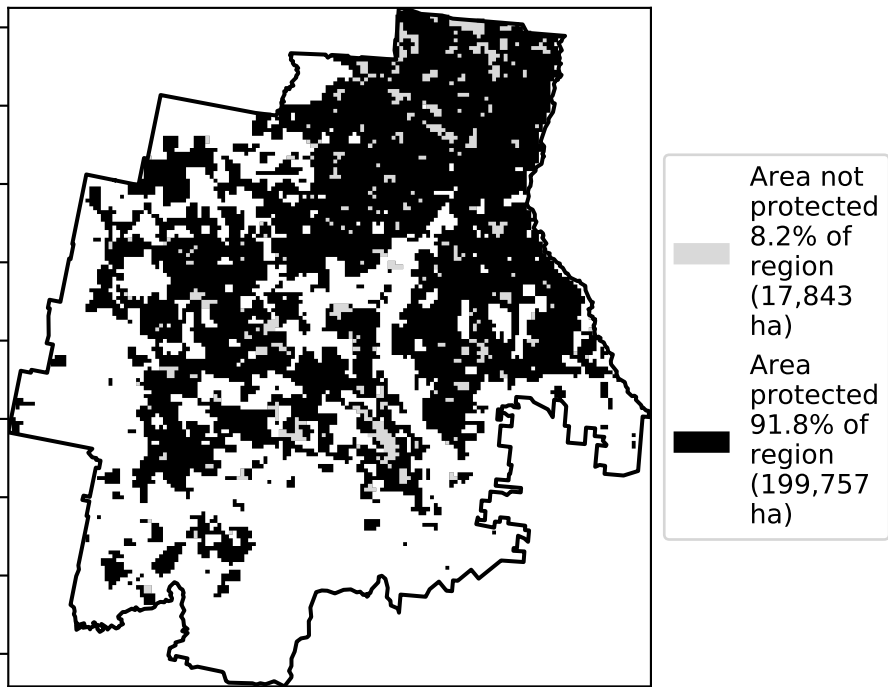 Area not
protected
8.2% of
region
(17,843
ha)
Area
protected
91.8% of
region
(199,757
ha)